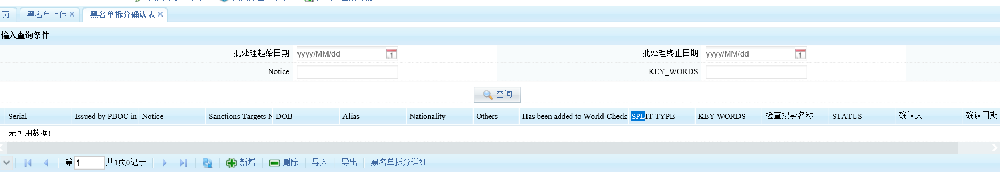 页 黑名单上传 黑名单拆分确认表
输入查询条件
批处理起始日期 yyyy/MM/dd 批处理终止日期 yyyy/MM/dd
Notice KEY_WORDS
查询
Serial Issued by PBOC in Notice Sanctions Targets N DOB Alias Nationality Others Has been added to World-Check SPLIT TYPE KEY WORDS 检查搜索名称 STATUS 确认人 确认日期
无可用数据!
第 1 共1页0记录 新增 删除 导入 导出 黑名单拆分详细